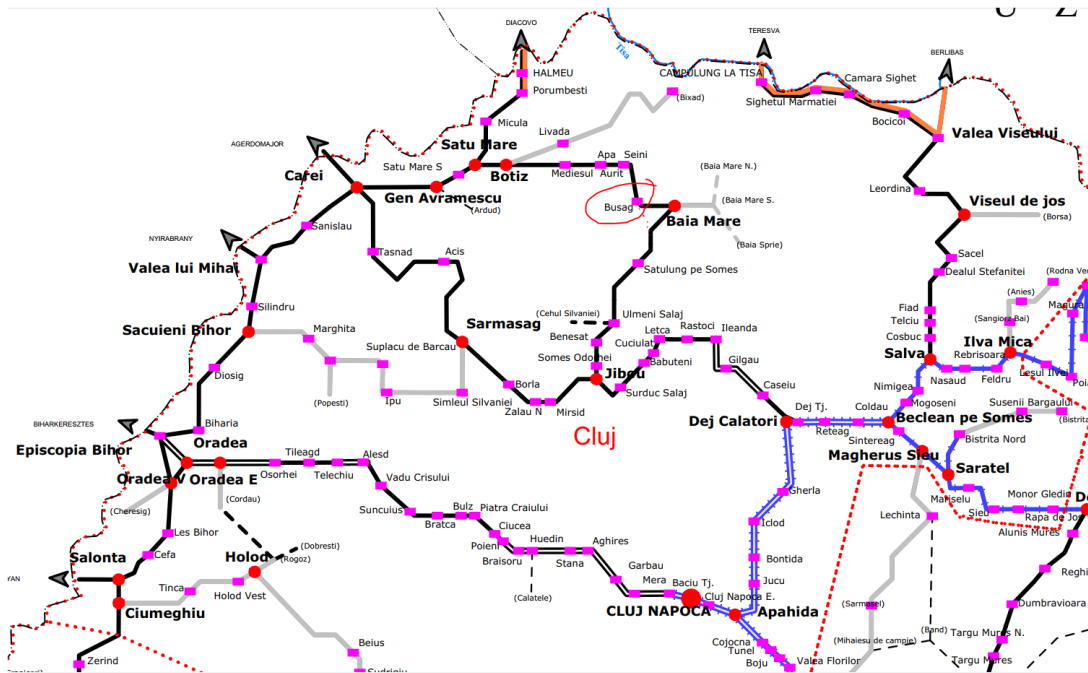 U Z
DIACOVO
TERESVA
BERLIBAS
Tisa
HALMEU
CAMPULUNG LA TISA
Camara Sighet
Porumbesti
(Bixad)
Sighetul Marmatiei
Micula
Bocicoi
Livada
Valea Viseului
AGERDOMAJOR
Satu Mare
Satu Mare S
Apa Seini
Botiz
Mediesul Aurit
(Baia Mare N.)
Carei
Gen Avramescu
Leordina
Viseul de jos
Busag
(Baia Mare S.
(Ardud)
Baia Mare
(Borsa)
Sanislau
NYIRABRANY
(Baia Sprie)
Tasnad
Acis
Sacel
Valea lui Mihai
Satulung pe Somes
Dealul Stefanitei
(Rodna Ve
(Anies)
Silindru
(Cehul Silvaniei)
Ulmeni Salaj
Fiad
Telciu
(Sangiorz Bai)
Magura
Sacuieni Bihor
Marghita
Sarmasag
Benesat
Letca
Rastoci
Ileanda
Cosbuc
Ilva Mica
Suplacu de Barcau
Cuciulat
Salva
Rebrisoara
Somes Odorhei
Babuteni
Gilgau
Lesul Ilvei
Diosig
Jibou
Nasaud
Feldru
Poia
Borla
Caseiu
Nimigea
(Popesti)
Ipu
Simleul Silvaniei
Surduc Salaj
Mogoseni
Susenii Bargaului
Zalau N
Mirsid
Dej Tj.
Coldau
(Bistrita
BIHARKERESZTES
Biharia
Dej Calatori
Beclean pe Somes
Cluj
Reteag
Sintereag
Bistrita Nord
Episcopia Bihor
Oradea
Magherus Sieu
Tileagd
Alesd
Saratel
Oradea V
Oradea E
Osorhei
Telechiu
Vadu Crisului
Gherla
Mariselu
Monor Gledin
De
(Cordau)
(Cheresig)
Suncuius
Bulz
Piatra Craiului
Sieu
Rapa de Jos
Bratca
Iclod
Lechinta
Les Bihor
Ciucea
Alunis Mures
(Dobresti)
Poieni
Huedin
Aghires
Salonta
Cefa
Holod
(Rogoz)
Braisoru
Stana
Bontida
Reghi
YAN
Garbau
Tinca
Mera
Baciu Tj.
Jucu
Holod Vest
(Calatele)
Cluj Napoca E.
(Sarmasel)
Dumbravioara
Ciumeghiu
CLUJ NAPOCA
Apahida
(Band)
Beius
Cojocna
(Mihaiesu de campie)
Targu Mures N.
Tunel
Zerind
Boju
Valea Florilor
Targu Mures
Sudrigiu